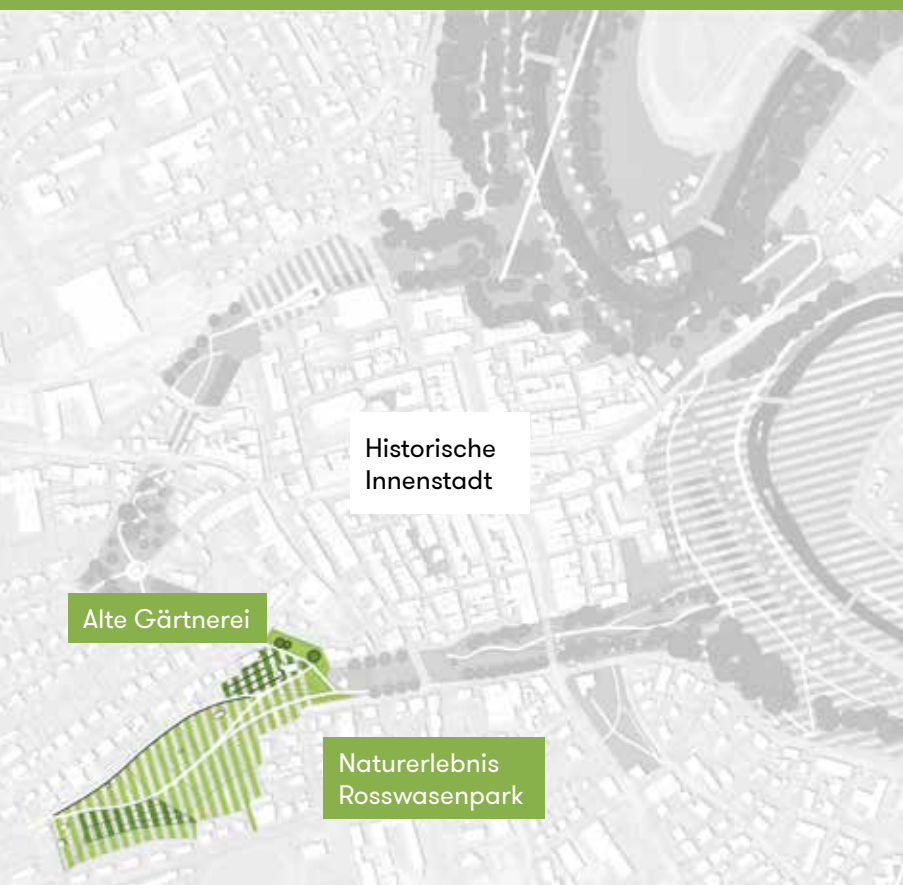 Historische
Innenstadt
Alte Gärtnerei
Naturerlebnis
Rosswasenpark